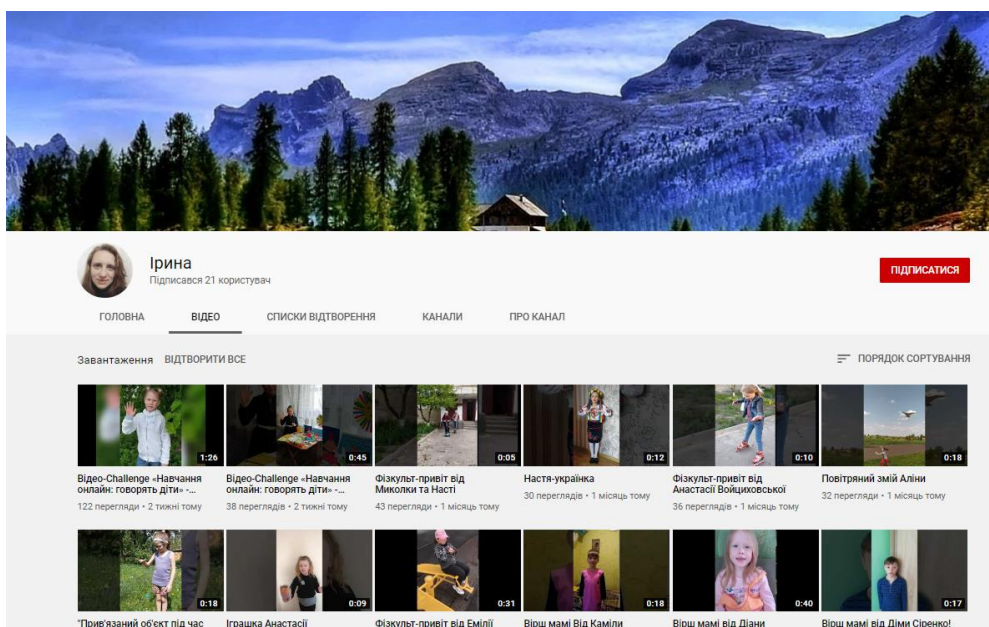 Ірина
Підписався 21 користувач
ПІДПИСАТИСЯ
ГОЛОВНА ВІДЕО СПИСКИ ВІДТВОРЕННЯ КАНАЛИ ПРО КАНАЛ
Завантаження ВІДТВОРИТИ ВСЕ ПОРЯДОК СОРТУВАННЯ
1:26 0:45 0:05 0:12 0:10 0:18
Відео-Challenge «Навчання
онлайн: говорять діти» -...
122 перегляди • 2 тижні тому
Відео-Challenge «Навчання
онлайн: говорять діти» -...
38 переглядів • 2 тижні тому
Фізкульт-привіт від
Миколки та Насті
43 перегляди • 1 місяць тому
Настя-українка
30 переглядів • 1 місяць тому
Фізкульт-привіт від
Анастасії Войциховської
36 переглядів • 1 місяць тому
Повітряний змій Аліни
32 перегляди • 1 місяць тому
0:18 0:09 0:31 0:18 0:40 0:17
"Прив'язаний об'єкт під час
Іграшка Анастасії
Фізкульт-привіт від Емілії
Вірш мамі Від Каміли
Вірш мамі від Діани
Вірш мамі від Діми Сіренко!